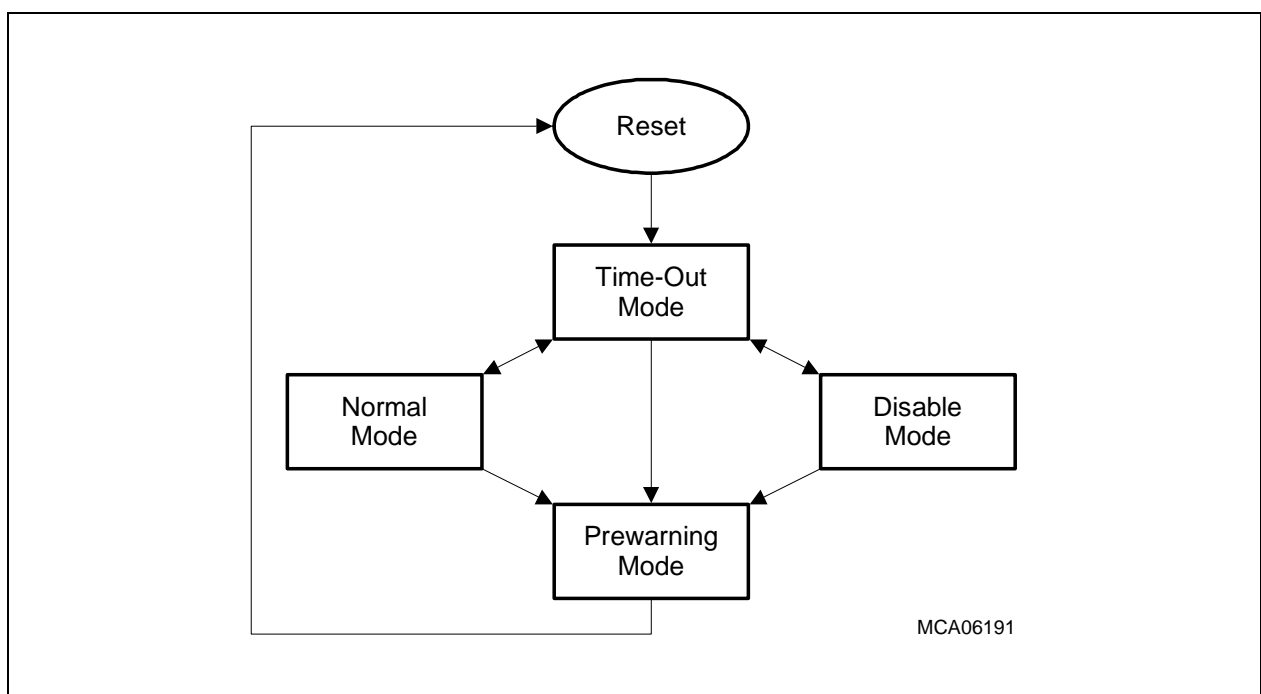 Reset
Time-Out
Mode
Normal
Mode
Disable
Mode
Prewarning
Mode
MCA06191